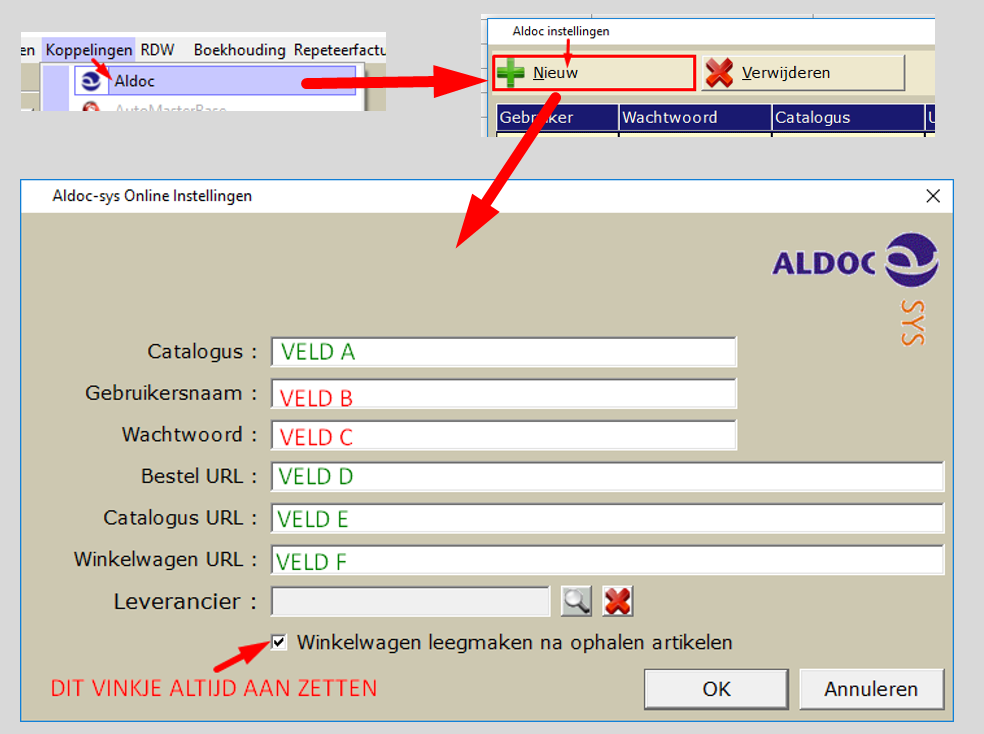 en Koppelingen RDW Boekhouding Repeteerfactu
Aldoc
AutoMasterBase
Aldoc instellingen
Nieuw Verwijderen
Gebruiker Wachtwoord Catalogus U
Aldoc-sys Online Instellingen
ALDOC
SYS
Catalogus : VELD A
Gebruikersnaam : VELD B
Wachtwoord : VELD C
Bestel URL : VELD D
Catalogus URL : VELD E
Winkelwagen URL : VELD F
Leverancier :
Winkelwagen leegmaken na ophalen artikelen
DIT VINKJE ALTIJD AAN ZETTEN
OK Annuleren